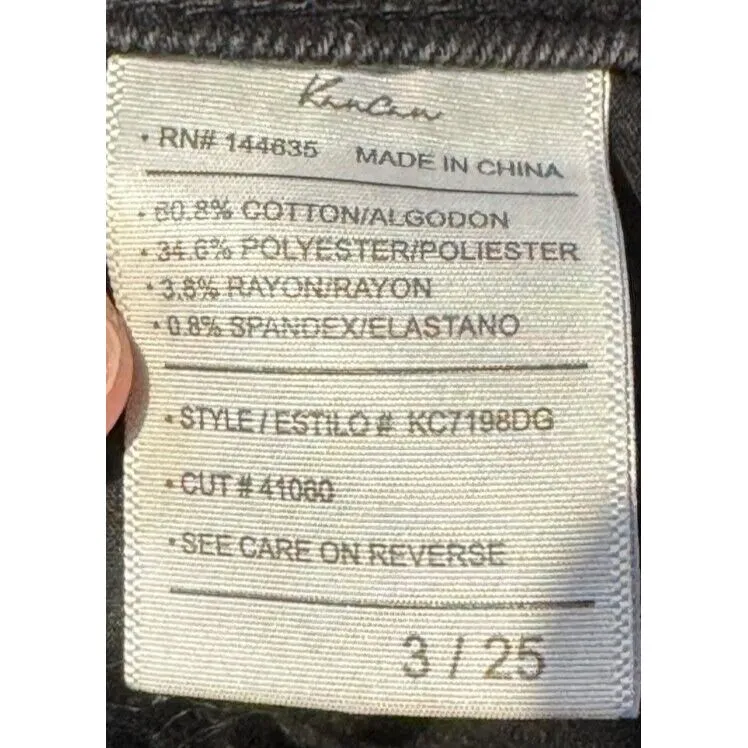 KanCan
• RN# 144635 MADE IN CHINA
• 60.8% COTTON/ALGODON
• 34.6% POLYESTER/POLIESTER
• 3.8% RAYON/RAYON
• 0.8% SPANDEX/ELASTANO
• STYLE / ESTILO # KC7198DG
• CUT # 41060
• SEE CARE ON REVERSE
3 / 25